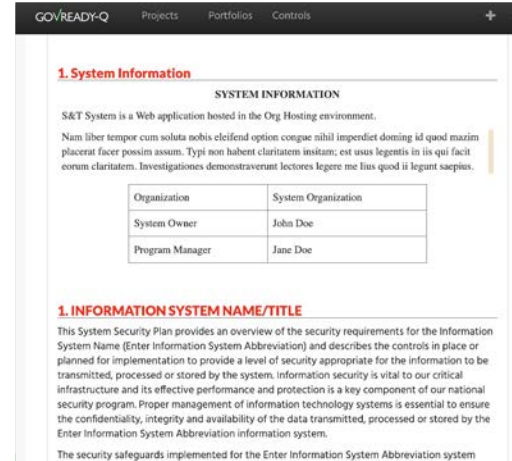 GOVREADY-Q Projects Portfolios Controls +
1. System Information
SYSTEM INFORMATION
S&T System is a Web application hosted in the Org Hosting environment.
Nam liber tempor cum soluta nobis eleifend option congue nihil imperdiet doming id quod mazim
placerat facer possim assum. Typi non habent claritatem insitam; est usus legentis in iis qui facit
eorum claritatem. Investigationes demonstraverunt lectores legere me lius quod ii legunt saepius.
Organization System Organization
System Owner John Doe
Program Manager Jane Doe
1. INFORMATION SYSTEM NAME/TITLE
This System Security Plan provides an overview of the security requirements for the Information
System Name (Enter Information System Abbreviation) and describes the controls in place or
planned for implementation to provide a level of security appropriate for the information to be
transmitted, processed or stored by the system. Information security is vital to our critical
infrastructure and its effective performance and protection is a key component of our national
security program. Proper management of information technology systems is essential to ensure
the confidentiality, integrity and availability of the data transmitted, processed or stored by the
Enter Information System Abbreviation information system.
The security safeguards implemented for the Enter Information System Abbreviation system